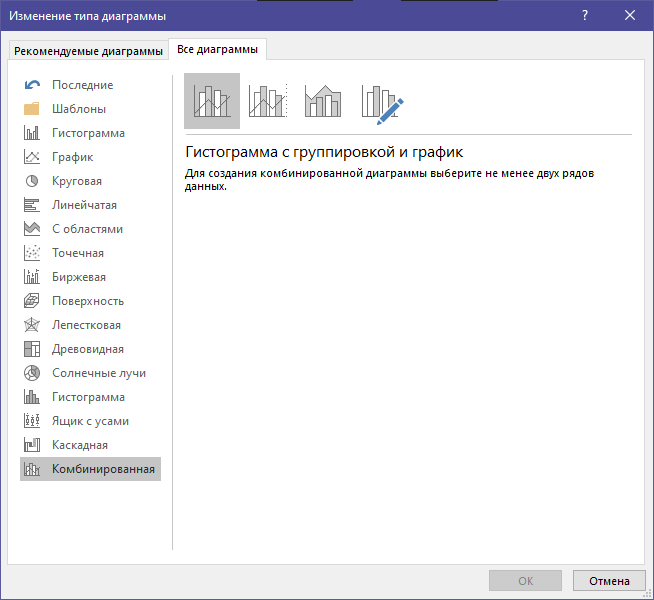 Изменение типа диаграммы
?
Рекомендуемые диаграммы
Все диаграммы
Последние
Шаблоны
Гистограмма
График
Круговая
Линейчатая
С областями
Точечная
Биржевая
Поверхность
Лепестковая
Древовидная
Солнечные лучи
Гистограмма
Ящик с усами
Каскадная
Комбинированная
Гистограмма с группировкой и график
Для создания комбинированной диаграммы выберите не менее двух рядов
данных.
ОК
Отмена